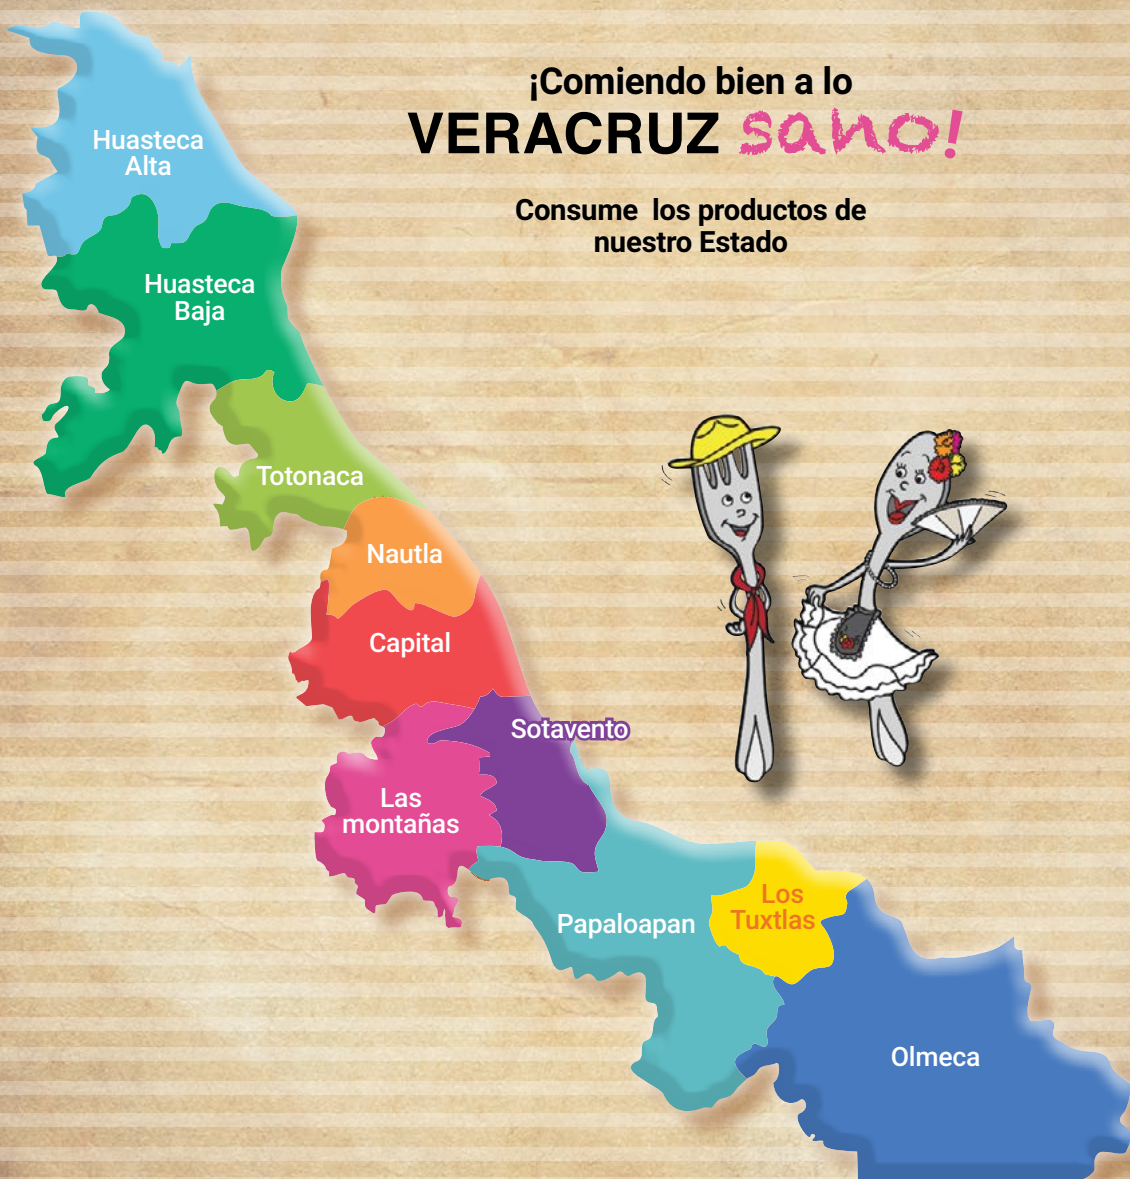 ¡Comiendo bien a lo
VERACRUZ sano!
Consume los productos de
nuestro Estado
Huasteca
Alta
Huasteca
Baja
Totonaca
Nautla
Capital
Sotavento
Las
montañas
Los
Tuxtlas
Papaloapan
Olmeca